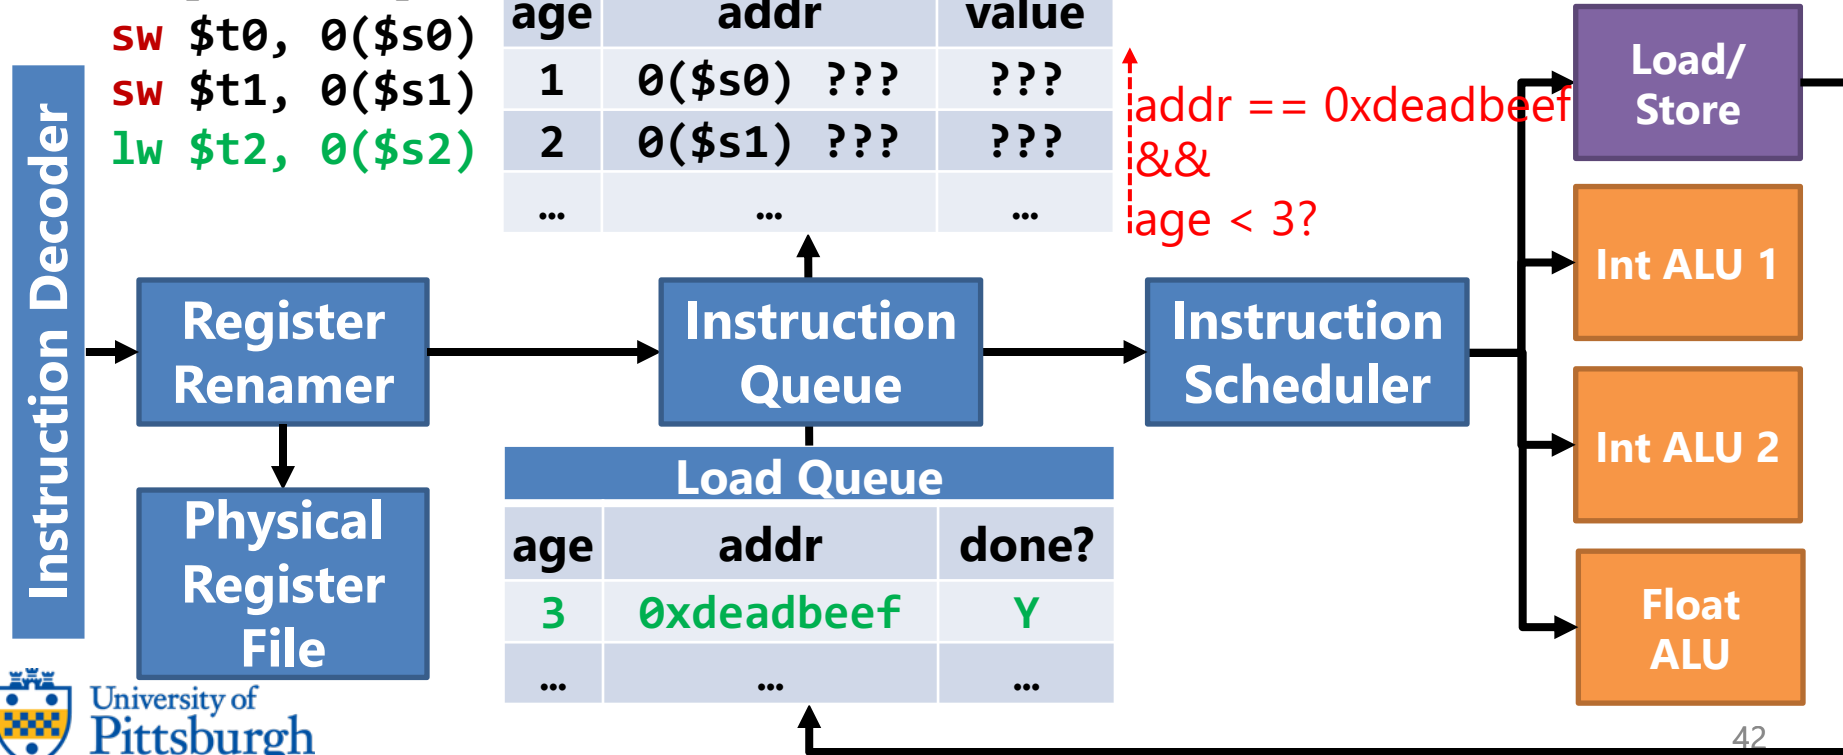 sw $t0, 0($s0)
sw $t1, 0($s1)
lw $t2, 0($s2)
age addr value
1 0($s0) ??? ???
2 0($s1) ??? ???
... ... ...
addr == 0xdeadbeef
&&
age < 3?
Load/
Store
Int ALU 1
Int ALU 2
Float
ALU
Instruction Decoder
Register
Renamer
Instruction
Queue
Instruction
Scheduler
Physical
Register
File
Load Queue
age addr done?
3 0xdeadbeef Y
... ... ...
University of
Pittsburgh
42